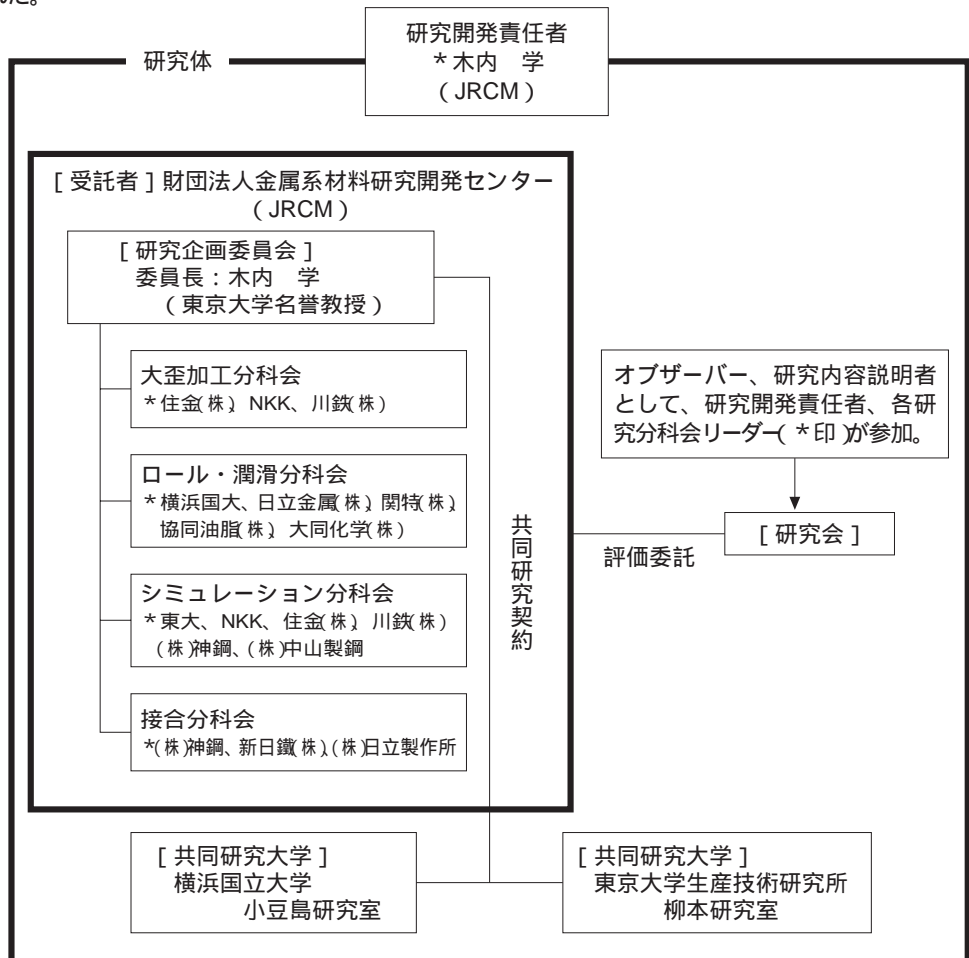 研究開発責任者
*木内 学
(JRCM)
研究体
[受託者]財団法人金属系材料研究開発センター
(JRCM)
[研究企画委員会]
委員長:木内 学
(東京大学名誉教授)
大歪加工分科会
*住金(株)、NKK、川鉄(株)
ロール・潤滑分科会
*横浜国大、日立金属(株)、関特(株)、
協同油脂(株)、大同化学(株)
シミュレーション分科会
*東大、NKK、住金(株)、川鉄(株)
(株)神鋼、(株)中山製鋼
接合分科会
*(株)神鋼、新日鐵(株)、(株)日立製作所
共同研究契約
オブザーバー、研究内容説明者
として、研究開発責任者、各研
究分科会リーダー(*印)が参加。
[研究会]
評価委託
[共同研究大学]
横浜国立大学
小豆島研究室
[共同研究大学]
東京大学生産技術研究所
柳本研究室